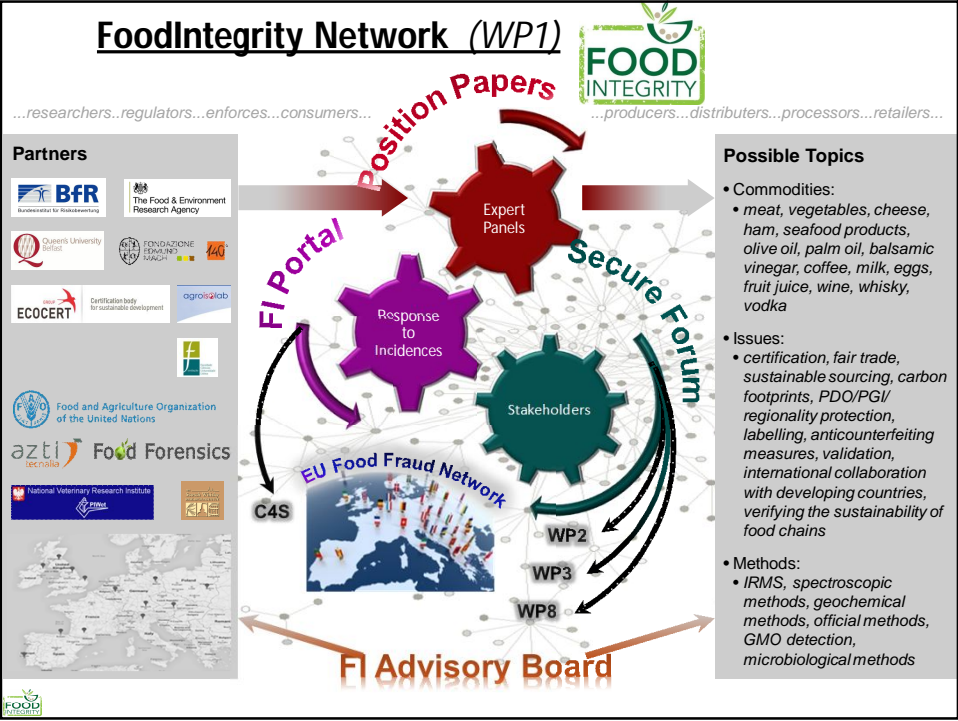 FoodIntegrity Network (WP1)
FOOD
INTEGRITY
...researchers..regulators...enforces...consumers...
...producers...distributers...processors...retailers...
Partners
BfR
Bundesinstitut für Risikobewertung
The Food & Environment
Research Agency
Queen's University
Belfast
FONDAZIONE
EDMUND
MACH
140
GROUP
ECOCERT
Certification body
for sustainable development
agroisolab
FAO
Food and Agriculture Organization
of the United Nations
azti
tecnalia
Food Forensics
National Veterinary Research Institute
PIWet
Position Papers
Expert
Panels
FI Portal
Response
to
Incidences
Secure Forum
Stakeholders
EU Food Fraud Network
C4S
WP2
WP3
WP8
FI Advisory Board
Possible Topics
• Commodities:
• meat, vegetables, cheese,
ham, seafood products,
olive oil, palm oil, balsamic
vinegar, coffee, milk, eggs,
fruit juice, wine, whisky,
vodka
• Issues:
• certification, fair trade,
sustainable sourcing, carbon
footprints, PDO/PGI/
regionality protection,
labelling, anticounterfeiting
measures, validation,
international collaboration
with developing countries,
verifying the sustainability of
food chains
• Methods:
• IRMS, spectroscopic
methods, geochemical
methods, official methods,
GMO detection,
microbiological methods
FOOD
INTEGRITY